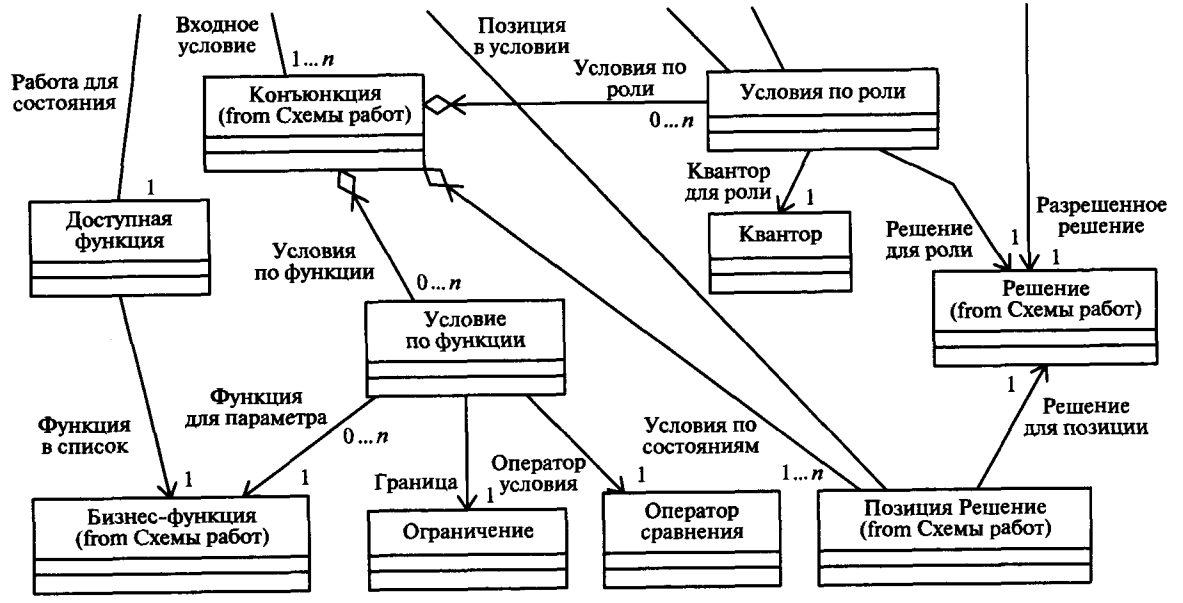 Входное
условие
Позиция
в условии
Работа для
состояния
1...n
Условия по
роли
0...n
Конъюнкция
(from Схемы работ)
Условия по роли
Квантор
для роли
1
1
Доступная
функция
Квантор
Решение
для роли
1
Разрешенное
решение
1
Условия
по функции
0...n
Решение
(from Схемы работ)
Условие
по функции
Функция
в список
Функция
для параметра
0...n
1
Решение
для позиции
Условия по
состояниям
1...n
1
1
Граница
1
Оператор
условия
1
Бизнес-функция
(from Схемы работ)
Ограничение
Оператор
сравнения
Позиция Решение
(from Схемы работ)